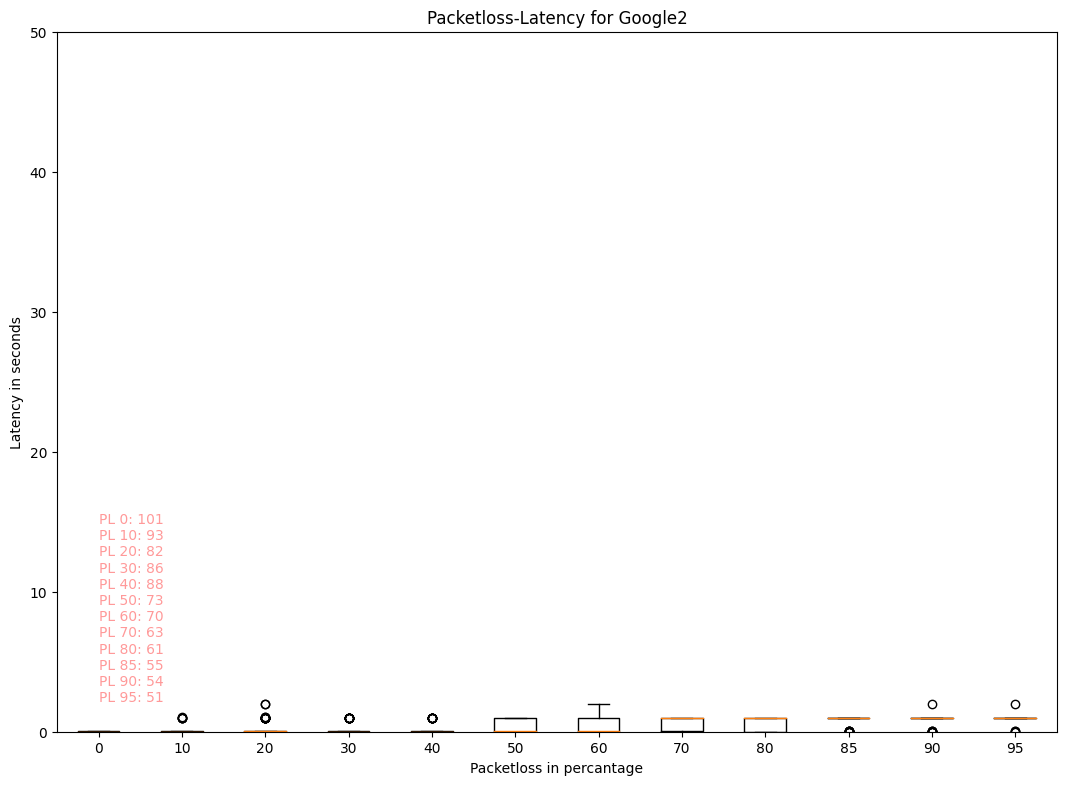 Packetloss-Latency for Google2
50
40
30
20
10
0
Latency in seconds
PL 0: 101
PL 10: 93
PL 20: 82
PL 30: 86
PL 40: 88
PL 50: 73
PL 60: 70
PL 70: 63
PL 80: 61
PL 85: 55
PL 90: 54
PL 95: 51
0 10 20 30 40 50 60 70 80 85 90 95
Packetloss in percantage